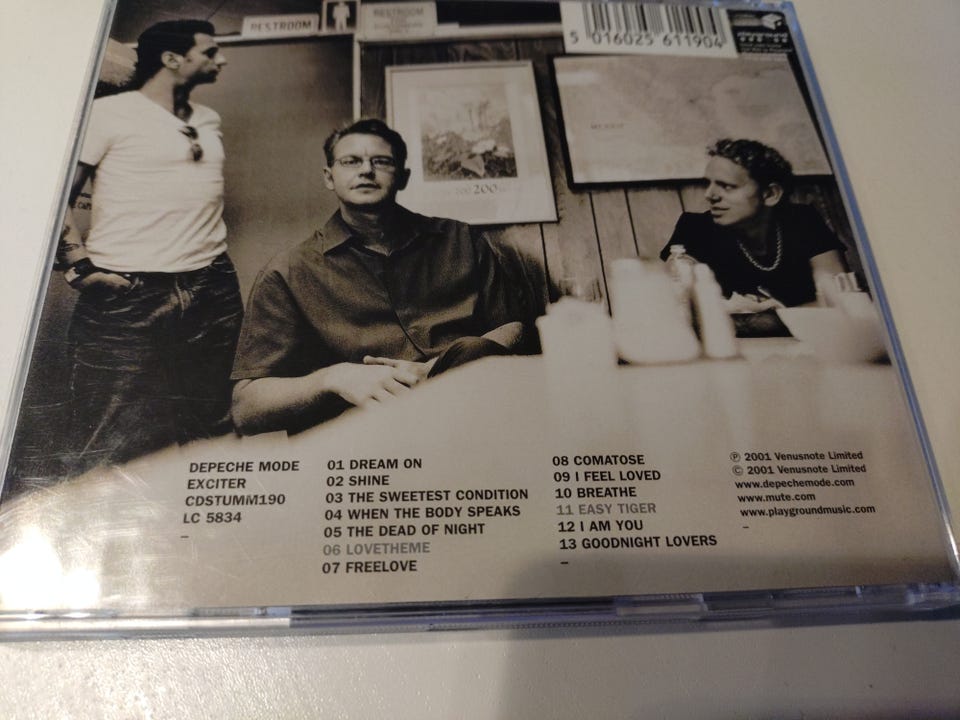 RESTROOM
RESTROOM
5 016025 611904
200
DEPECHE MODE
EXCITER
CDSTUMM190
LC 5834
–
01 DREAM ON
02 SHINE
03 THE SWEETEST CONDITION
04 WHEN THE BODY SPEAKS
05 THE DEAD OF NIGHT
06 LOVETHEME
07 FREELOVE
08 COMATOSE
09 I FEEL LOVED
10 BREATHE
11 EASY TIGER
12 I AM YOU
13 GOODNIGHT LOVERS
–
℗ 2001 Venusnote Limited
© 2001 Venusnote Limited
www.depechemode.com
www.mute.com
www.playgroundmusic.com
–